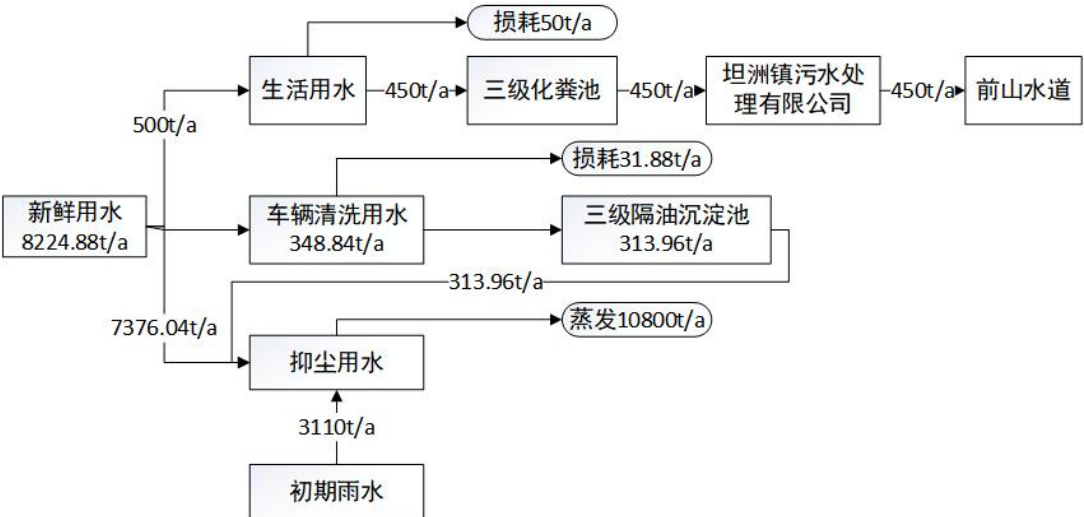 损耗50t/a
生活用水
450t/a
三级化粪池
450t/a
坦洲镇污水处
理有限公司
450t/a
前山水道
500t/a
损耗31.88t/a
新鲜用水
8224.88t/a
车辆清洗用水
348.84t/a
三级隔油沉淀池
313.96t/a
313.96t/a
7376.04t/a
蒸发10800t/a
抑尘用水
3110t/a
初期雨水